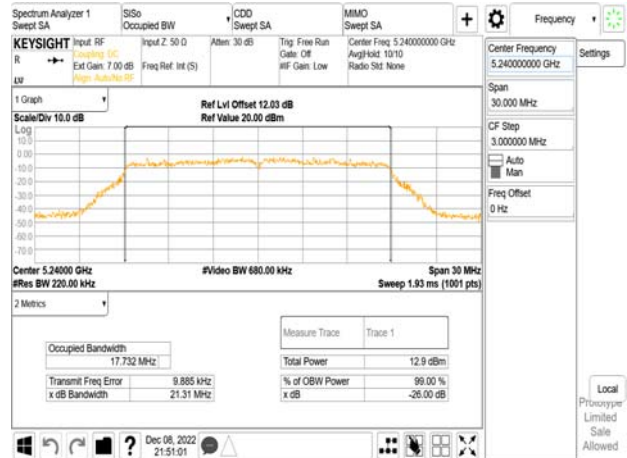 Spectrum Analyzer 1
Swept SA
SiSo
Occupied BW
CDD
Swept SA
MIMO
Swept SA
Frequency
KEYSIGHT
R
Input: RF
Coupling: DC
Ext Gain: 7.00 dB
Align: Auto/No RF
Input Z: 50 Ω
Freq Ref: Int (S)
Atten: 30 dB
Trig: Free Run
Gate: Off
#IF Gain: Low
Center Freq: 5.240000000 GHz
Avg|Hold: 10/10
Radio Std: None
Center Frequency
5.240000000 GHz
Settings
Span
30.000 MHz
CF Step
3.000000 MHz
Auto
Man
Freq Offset
0 Hz
1 Graph
Scale/Div 10.0 dB
Ref Lvl Offset 12.03 dB
Ref Value 20.00 dBm
Log
10.0
0.00
-10.0
-20.0
-30.0
-40.0
-50.0
-60.0
-70.0
Center 5.24000 GHz
#Res BW 220.00 kHz
#Video BW 680.00 kHz
Span 30 MHz
Sweep 1.93 ms (1001 pts)
2 Metrics
Measure Trace
Trace 1
Occupied Bandwidth
17.732 MHz
Total Power
12.9 dBm
Transmit Freq Error
9.885 kHz
% of OBW Power
99.00 %
x dB Bandwidth
21.31 MHz
x dB
-26.00 dB
Local
Prototype
Limited
Sale
Allowed
Dec 08, 2022
21:51:01